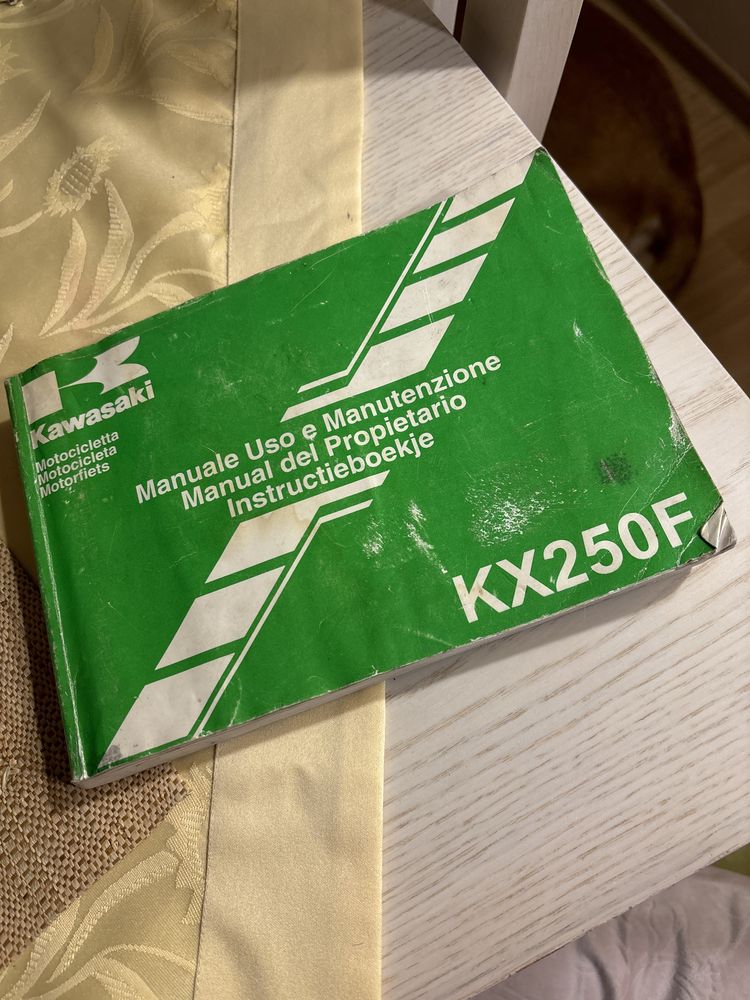 Kawasaki
Motocicletta
Motocicleta
Motorfiets
Manuale Uso e Manutenzione
Manual del Propietario
Instructieboekje
KX250F